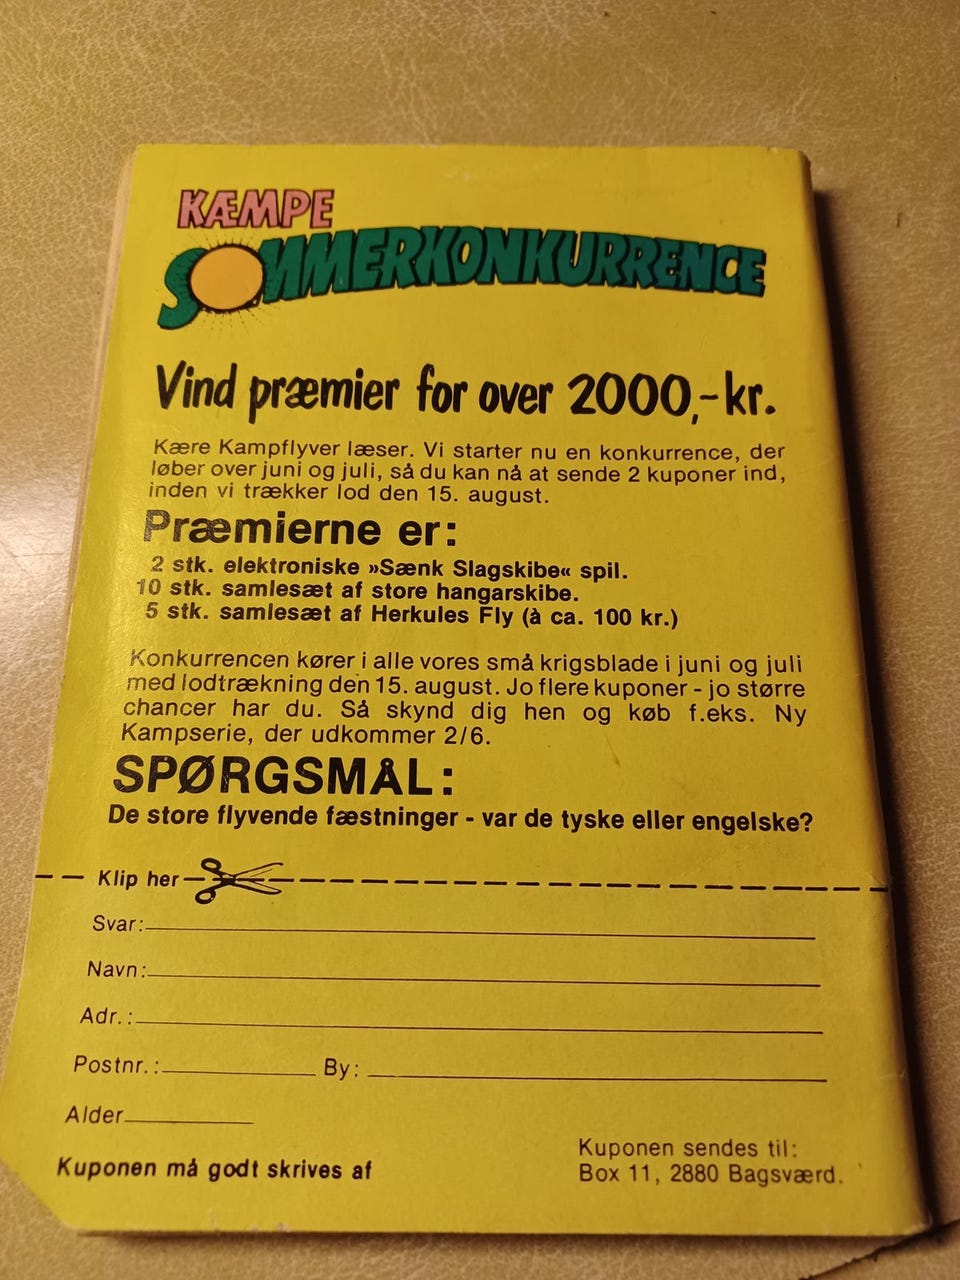 KÆMPE
SOMMERKONKURRENCE
Vind præmier for over 2000,- kr.
Kære Kampflyver læser. Vi starter nu en konkurrence, der
løber over juni og juli, så du kan nå at sende 2 kuponer ind,
inden vi trækker lod den 15. august.
Præmierne er:
2 stk. elektroniske »Sænk Slagskibe« spil.
10 stk. samlesæt af store hangarskibe.
5 stk. samlesæt af Herkules Fly (à ca. 100 kr.)
Konkurrencen kører i alle vores små krigsblade i juni og juli
med lodtrækning den 15. august. Jo flere kuponer - jo større
chancer har du. Så skynd dig hen og køb f.eks. Ny
Kampserie, der udkommer 2/6.
SPØRGSMÅL:
De store flyvende fæstninger - var de tyske eller engelske?
Klip her
Svar:
Navn:
Adr.:
Postnr.: By:
Alder
Kuponen må godt skrives af
Kuponen sendes til:
Box 11, 2880 Bagsværd.